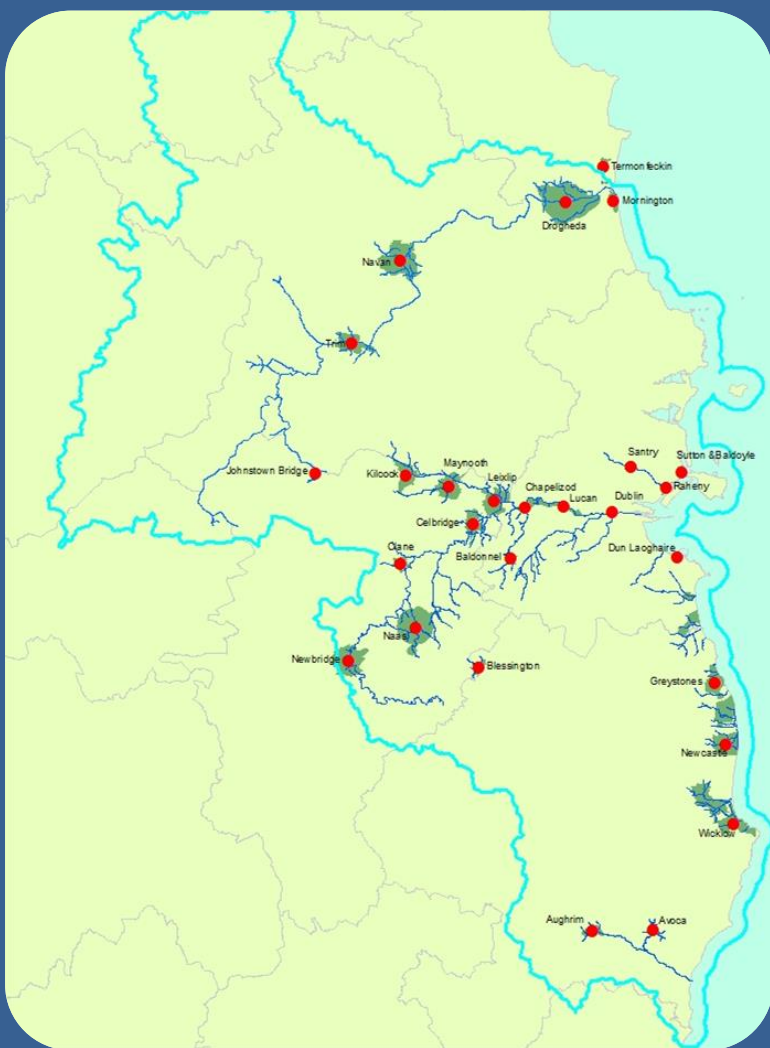 Termonfeckin
Mornington
Drogheda
Navan
Trim
Johnstown Bridge
Kilcock
Maynooth
Leixlip
Chapelizod
Lucan
Dublin
Santry
Sutton &Baldoyle
Raheny
Celbridge
Clane
Baldonnel
Dun Laoghaire
Naas
Newbridge
Blessington
Greystones
Newcastle
Wicklow
Aughrim
Avoca